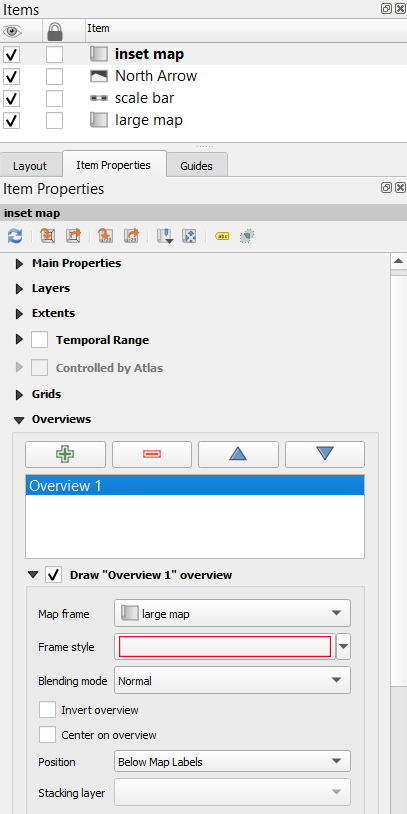 Items
Item
inset map
North Arrow
scale bar
large map
Layout Item Properties Guides
Item Properties
inset map
abc
Main Properties
Layers
Extents
Temporal Range
Controlled by Atlas
Grids
Overviews
Overview 1
Draw "Overview 1" overview
Map frame large map
Frame style
Blending mode Normal
Invert overview
Center on overview
Position Below Map Labels
Stacking layer